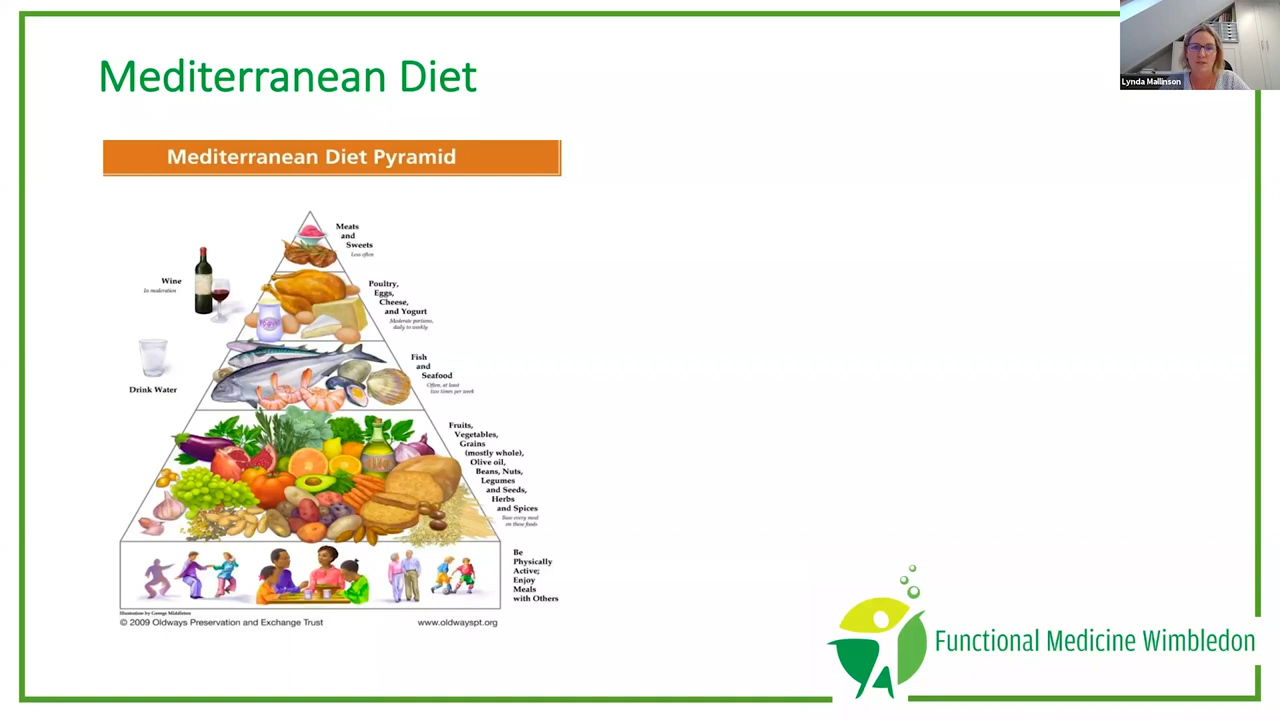 Mediterranean Diet
Lynda Mallinson
Mediterranean Diet Pyramid
Meats
and
Sweets
Less often
Wine
In moderation
Poultry,
Eggs,
Cheese,
and Yogurt
Moderate portions,
daily to weekly
Fish
and
Seafood
Often, at least
two times per week
Drink Water
Fruits,
Vegetables,
Grains
(mostly whole),
Olive oil,
Beans, Nuts,
Legumes
and Seeds,
Herbs
and Spices
Base every meal
on these foods
Be
Physically
Active;
Enjoy
Meals
with Others
Illustration by George Middleton
© 2009 Oldways Preservation and Exchange Trust
www.oldwayspt.org
Functional Medicine Wimbledon